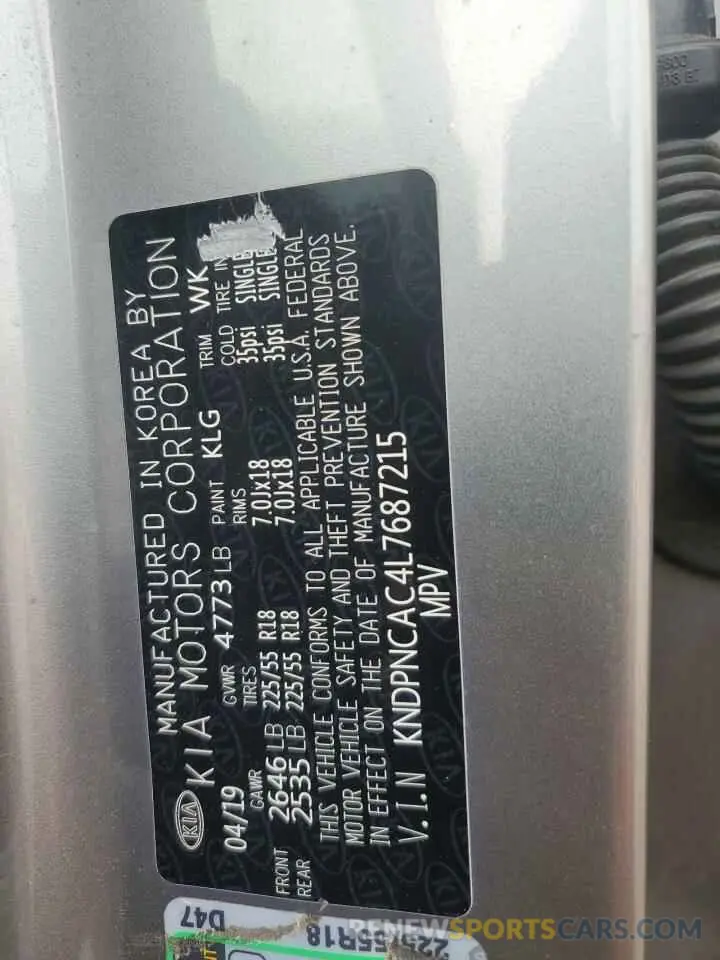 MANUFACTURED IN KOREA BY
KIA KIA MOTORS CORPORATION
04/19 GVWR 4773 LB PAINT KLG TRIM WK
GAWR TIRES RIMS COLD TIRE
FRONT 2646 LB 225/55 R18 7.0Jx18 35psi SINGLE
REAR 2535 LB 225/55 R18 7.0Jx18 35psi SINGLE
THIS VEHICLE CONFORMS TO ALL APPLICABLE U.S.A. FEDERAL
MOTOR VEHICLE SAFETY AND THEFT PREVENTION STANDARDS
IN EFFECT ON THE DATE OF MANUFACTURE SHOWN ABOVE.
V.I.N KNDPNCAC4L7687215
MPV
D47
RENEWSPORTSCARS.COM